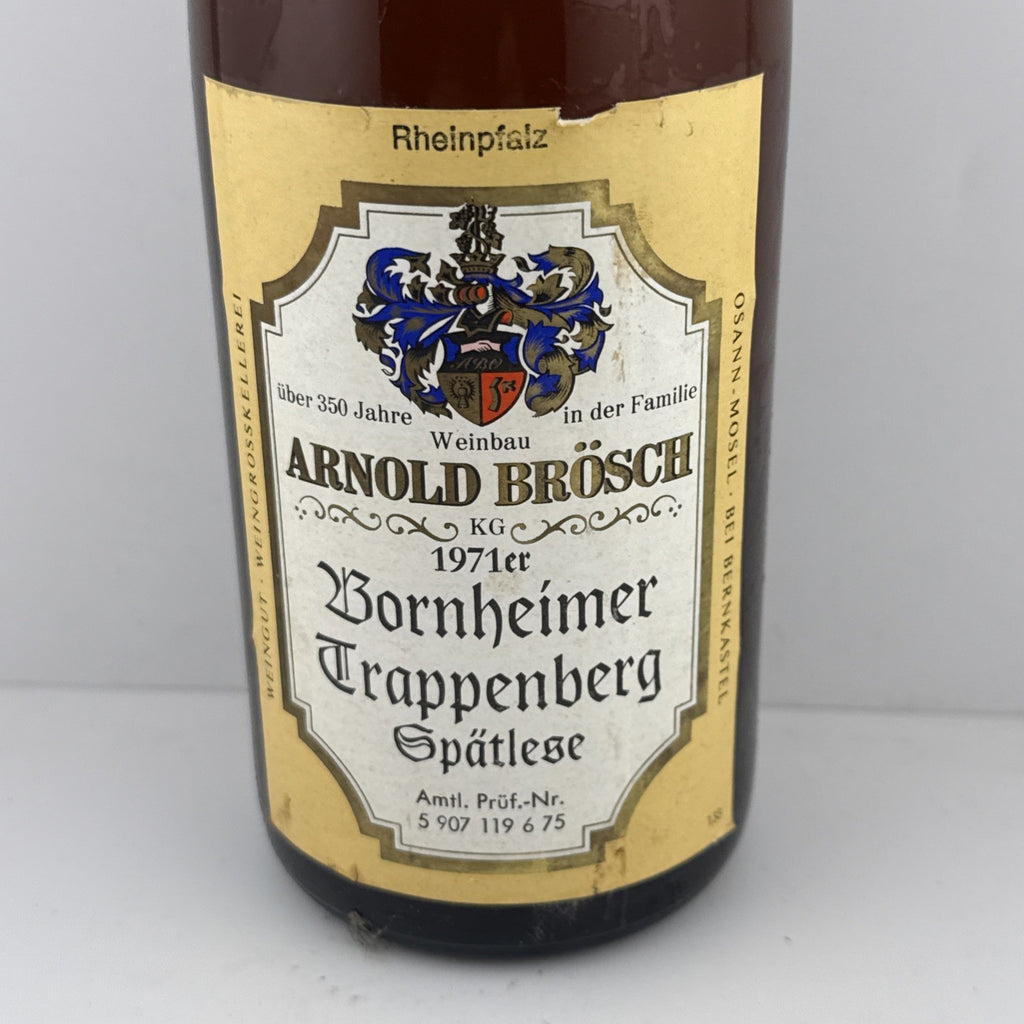 Rheinpfalz
über 350 Jahre
in der Familie
Weinbau
ARNOLD BRÖSCH
KG
1971er
Bornheimer
Trappenberg
Spätlese
Amtl. Prüf.-Nr.
5 907 119 6 75
WEINGUT · WEINGROSSKELLEREI
OSANN-MOSEL · BEI BERNKASTEL